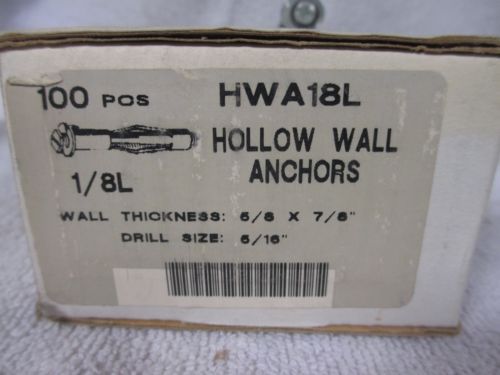 100 PCS HWA18L
HOLLOW WALL
ANCHORS
1/8L
WALL THICKNESS: 5/8 X 7/8"
DRILL SIZE: 5/16"